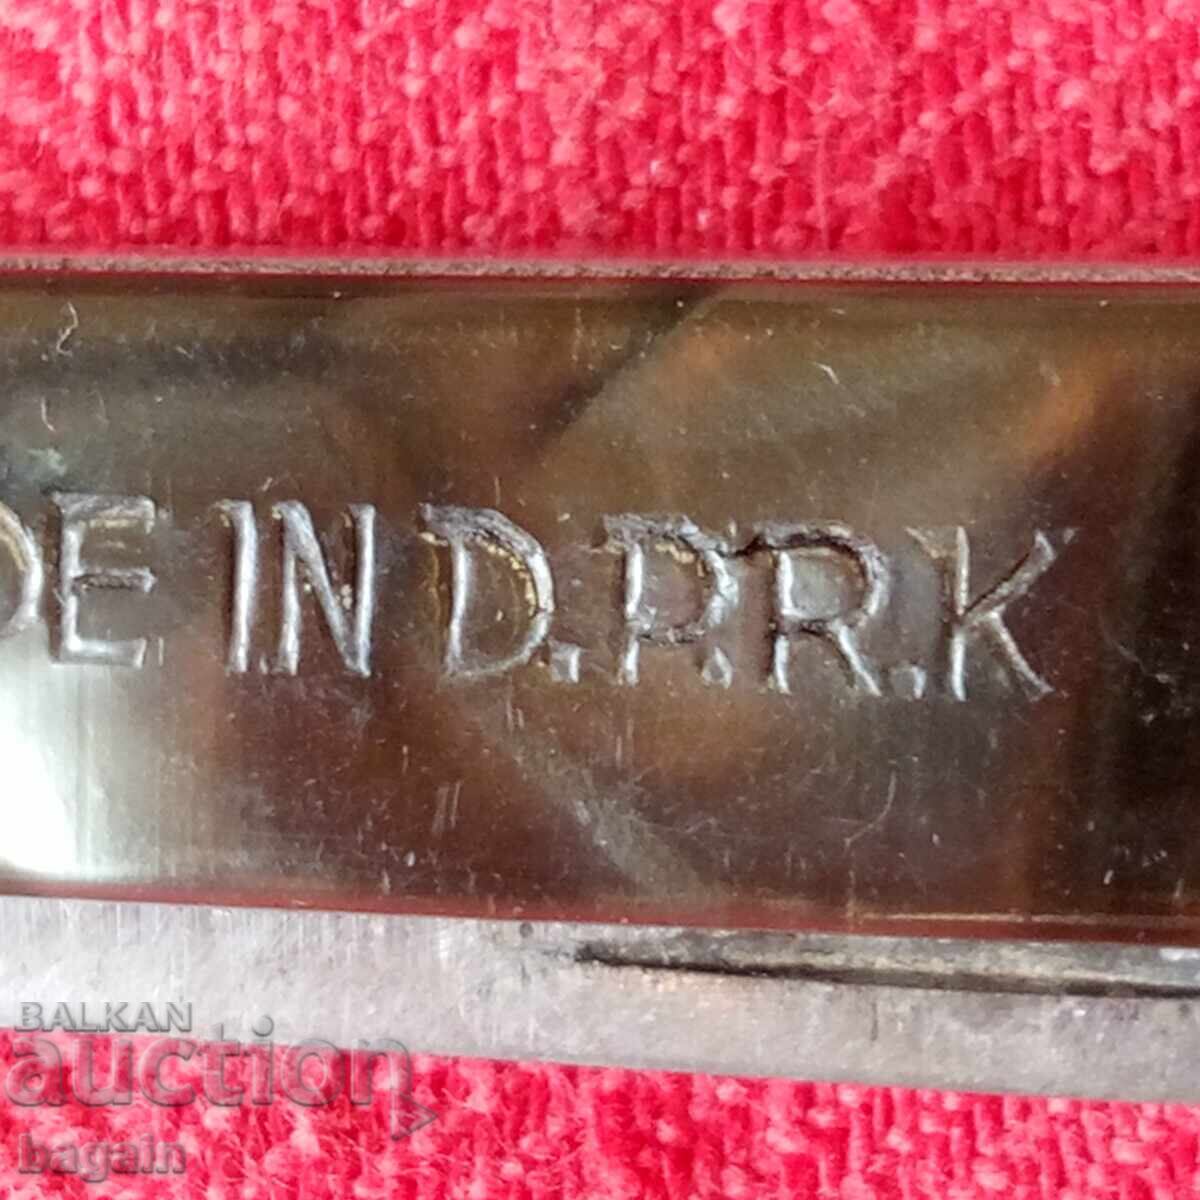 DE IN D.P.R.K
BALKAN
auction
bagain